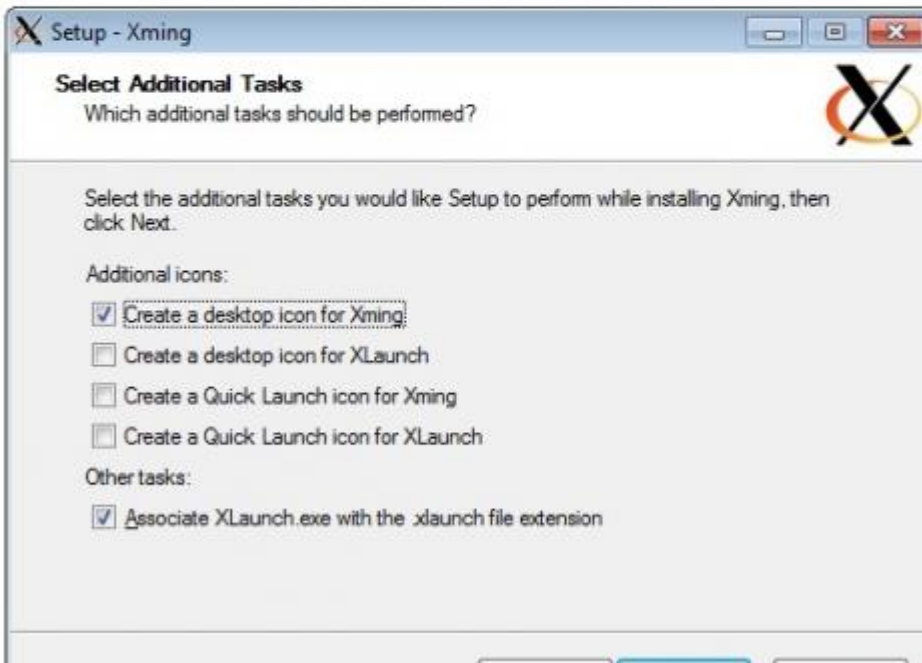 Setup - Xming
Select Additional Tasks
Which additional tasks should be performed?
Select the additional tasks you would like Setup to perform while installing Xming, then
click Next.
Additional icons:
Create a desktop icon for Xming
Create a desktop icon for XLaunch
Create a Quick Launch icon for Xming
Create a Quick Launch icon for XLaunch
Other tasks:
Associate XLaunch.exe with the .xlaunch file extension